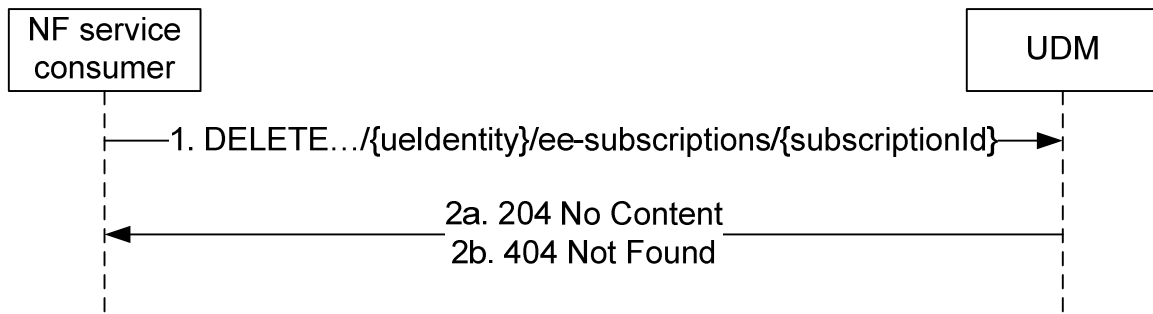 NF service
consumer
UDM
1. DELETE…/{ueIdentity}/ee-subscriptions/{subscriptionId}
2a. 204 No Content
2b. 404 Not Found